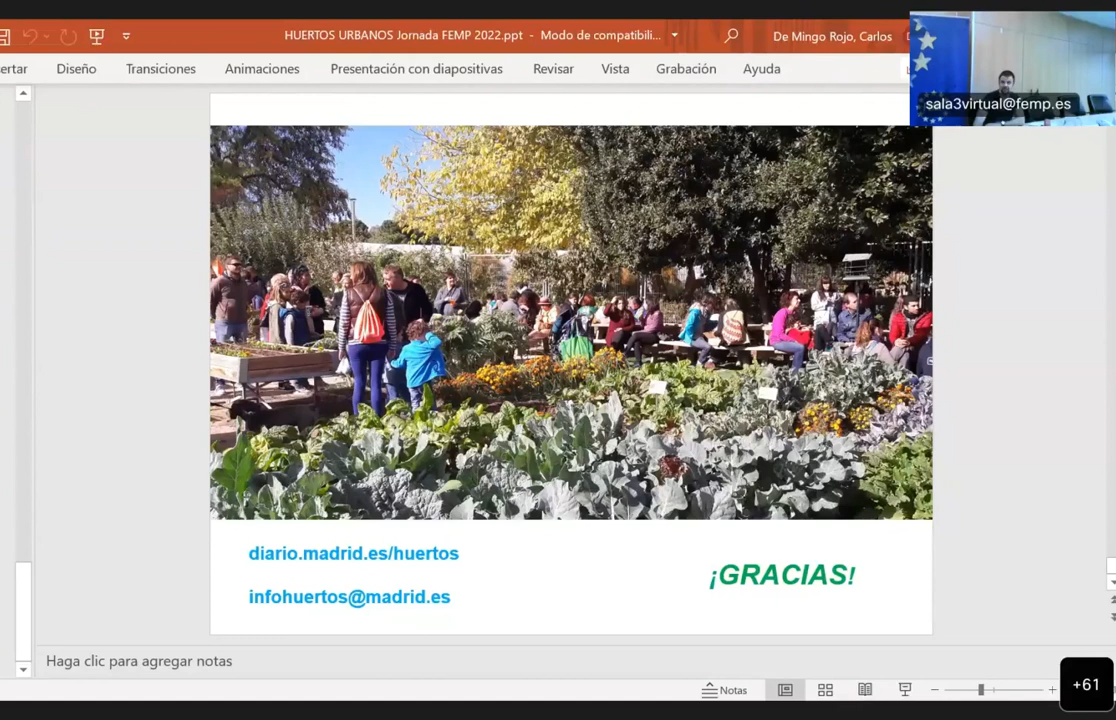 HUERTOS URBANOS Jornada FEMP 2022.ppt - Modo de compatibili...
De Mingo Rojo, Carlos
ertar Diseño Transiciones Animaciones Presentación con diapositivas Revisar Vista Grabación Ayuda
sala3virtual@femp.es
diario.madrid.es/huertos
¡GRACIAS!
infohuertos@madrid.es
Haga clic para agregar notas
Notas
+61